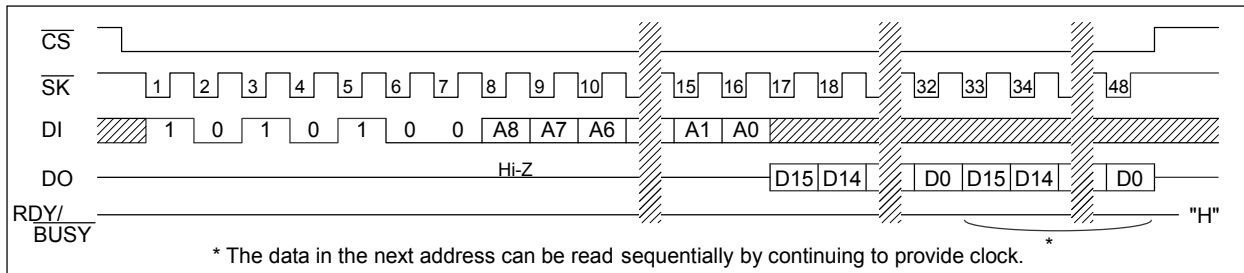 CS
SK 1 2 3 4 5 6 7 8 9 10 15 16 17 18 32 33 34 48
DI 1 0 1 0 1 0 0 A8 A7 A6 A1 A0
DO Hi-Z D15 D14 D0 D15 D14 D0
RDY/
BUSY "H"
*
* The data in the next address can be read sequentially by continuing to provide clock.